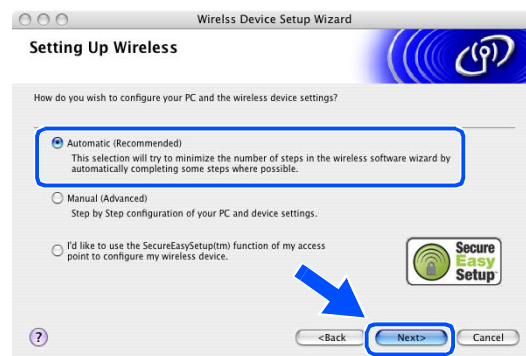 Wirelss Device Setup Wizard
Setting Up Wireless
How do you wish to configure your PC and the wireless device settings?
Automatic (Recommended)
This selection will try to minimize the number of steps in the wireless software wizard by
automatically completing some steps where possible.
Manual (Advanced)
Step by Step configuration of your PC and device settings.
I'd like to use the SecureEasySetup(tm) function of my access
point to configure my wireless device.
Secure
Easy
Setup
?
<Back
Next>
Cancel